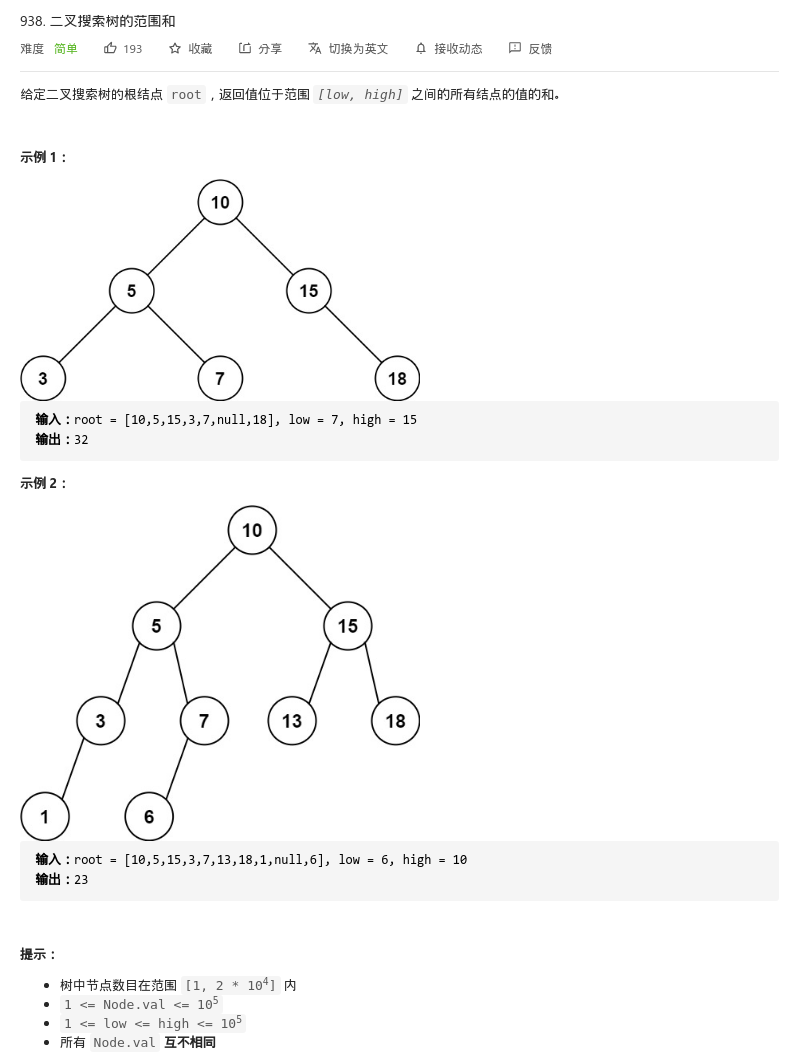 938. 二叉搜索树的范围和
难度 简单 193 收藏 分享 切换为英文 接收动态 反馈
给定二叉搜索树的根结点 root ，返回值位于范围 [low, high] 之间的所有结点的值的和。
示例 1：
10
5 15
3 7 18
输入：root = [10,5,15,3,7,null,18], low = 7, high = 15
输出：32
示例 2：
10
5 15
3 7 13 18
1 6
输入：root = [10,5,15,3,7,13,18,1,null,6], low = 6, high = 10
输出：23
提示：
• 树中节点数目在范围 [1, 2 * 10⁴] 内
• 1 <= Node.val <= 10⁵
• 1 <= low <= high <= 10⁵
• 所有 Node.val 互不相同